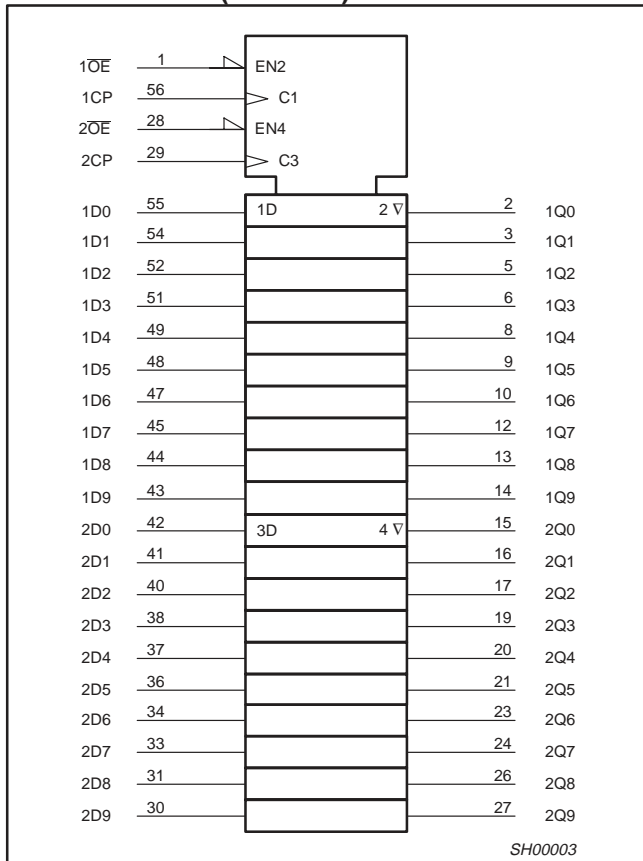 1OE 1 EN2
1CP 56 C1
2OE 28 EN4
2CP 29 C3
1D0 55 1D 2 ∇ 2 1Q0
1D1 54 3 1Q1
1D2 52 5 1Q2
1D3 51 6 1Q3
1D4 49 8 1Q4
1D5 48 9 1Q5
1D6 47 10 1Q6
1D7 45 12 1Q7
1D8 44 13 1Q8
1D9 43 14 1Q9
2D0 42 3D 4 ∇ 15 2Q0
2D1 41 16 2Q1
2D2 40 17 2Q2
2D3 38 19 2Q3
2D4 37 20 2Q4
2D5 36 21 2Q5
2D6 34 23 2Q6
2D7 33 24 2Q7
2D8 31 26 2Q8
2D9 30 27 2Q9
SH00003